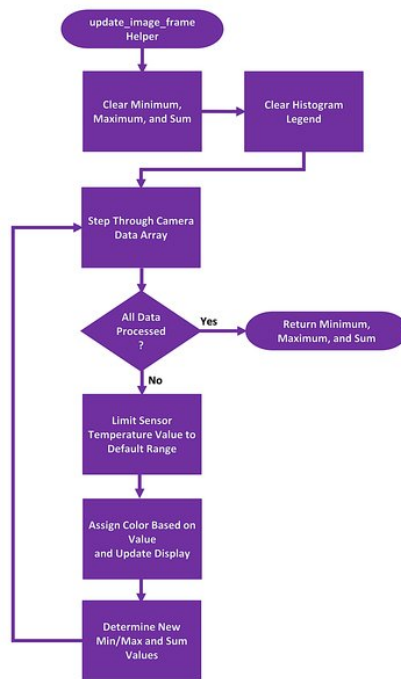 update_image_frame
Helper
Clear Minimum,
Maximum, and Sum
Clear Histogram
Legend
Step Through Camera
Data Array
All Data
Processed
?
Yes
Return Minimum,
Maximum, and Sum
No
Limit Sensor
Temperature Value to
Default Range
Assign Color Based on
Value
and Update Display
Determine New
Min/Max and Sum
Values